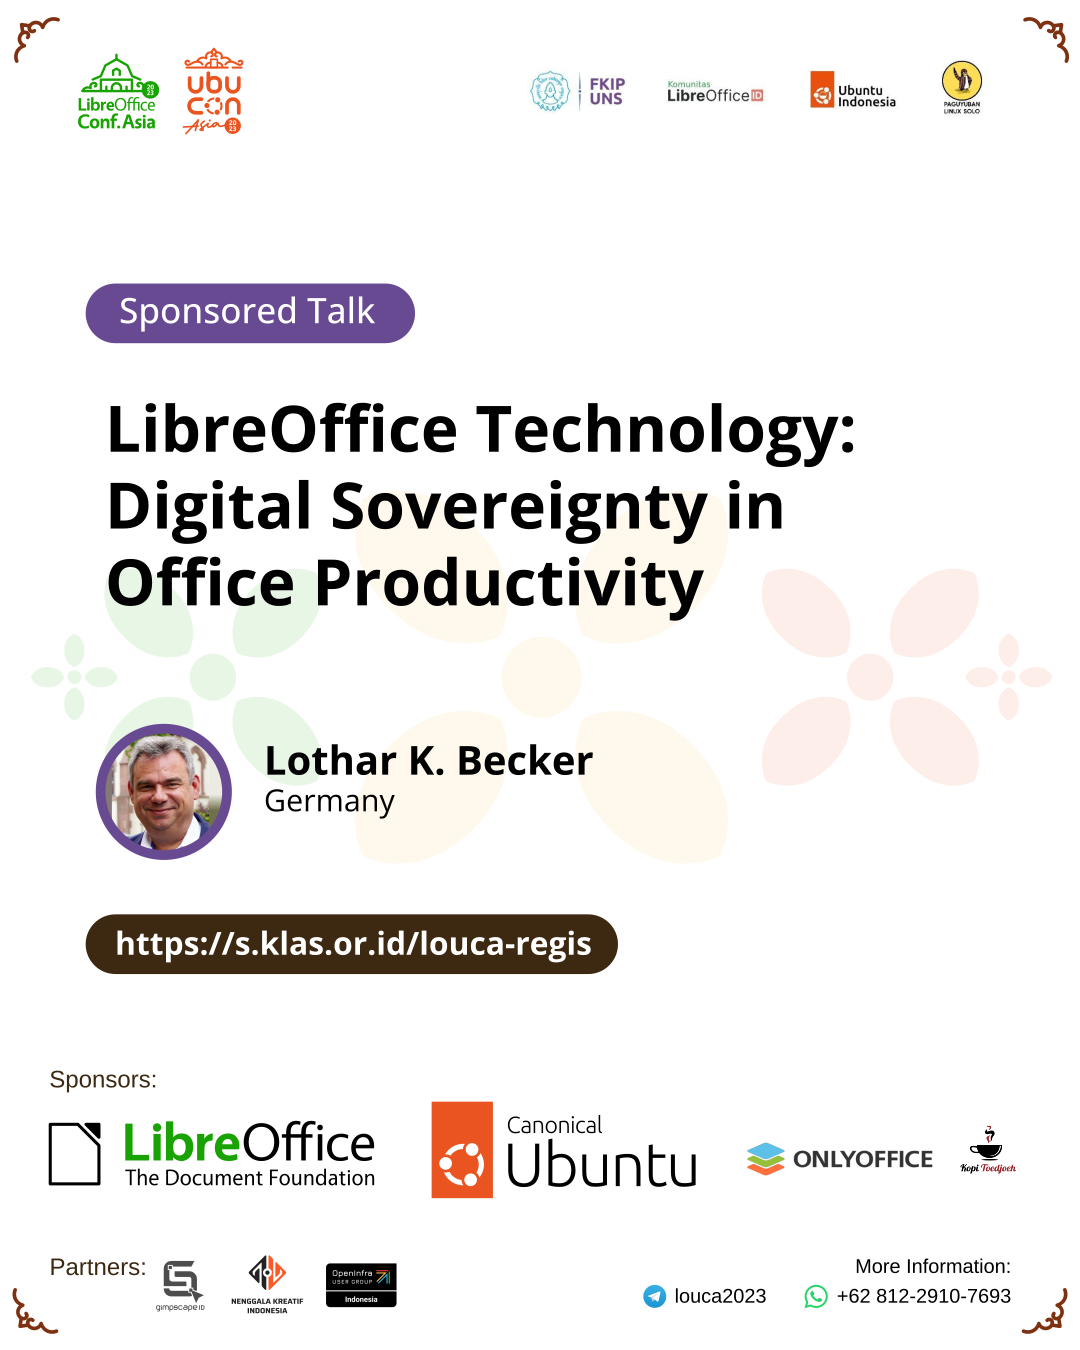 LibreOffice
Conf.Asia
2023
ubu
con
Asia
2023
FKIP
UNS
Komunitas
LibreOffice ID
Ubuntu
Indonesia
PAGUYUBAN
LINUX SOLO
Sponsored Talk
LibreOffice Technology:
Digital Sovereignty in
Office Productivity
Lothar K. Becker
Germany
https://s.klas.or.id/louca-regis
Sponsors:
LibreOffice
The Document Foundation
Canonical
Ubuntu
ONLYOFFICE
Kopi Toedjoeh
Partners:
gimpscape ID
NENGGALA KREATIF
INDONESIA
OpenInfra
USER GROUP
Indonesia
More Information:
louca2023
+62 812-2910-7693